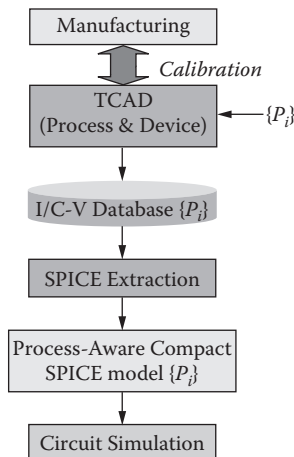 Manufacturing
Calibration
TCAD
(Process & Device)
{Pi}
I/C-V Database {Pi}
SPICE Extraction
Process-Aware Compact
SPICE model {Pi}
Circuit Simulation